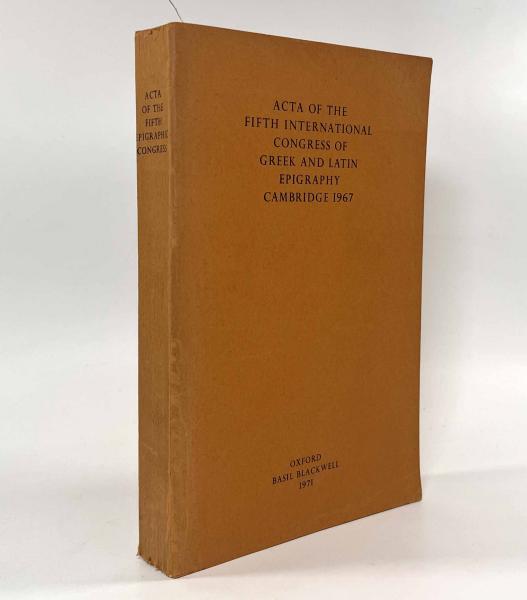 ACTA
OF THE
FIFTH
EPIGRAPHIC
CONGRESS
ACTA OF THE
FIFTH INTERNATIONAL
CONGRESS OF
GREEK AND LATIN
EPIGRAPHY
CAMBRIDGE 1967
OXFORD
BASIL BLACKWELL
1971